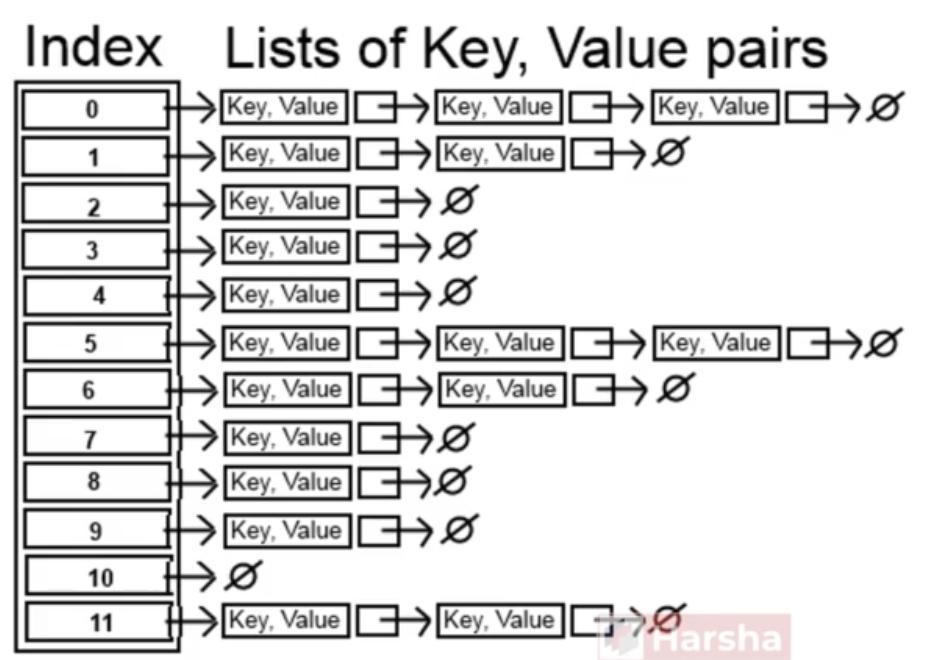 Index Lists of Key, Value pairs
0 Key, Value Key, Value Key, Value
1 Key, Value Key, Value
2 Key, Value
3 Key, Value
4 Key, Value
5 Key, Value Key, Value Key, Value
6 Key, Value Key, Value
7 Key, Value
8 Key, Value
9 Key, Value
10
11 Key, Value Key, Value
Harsha